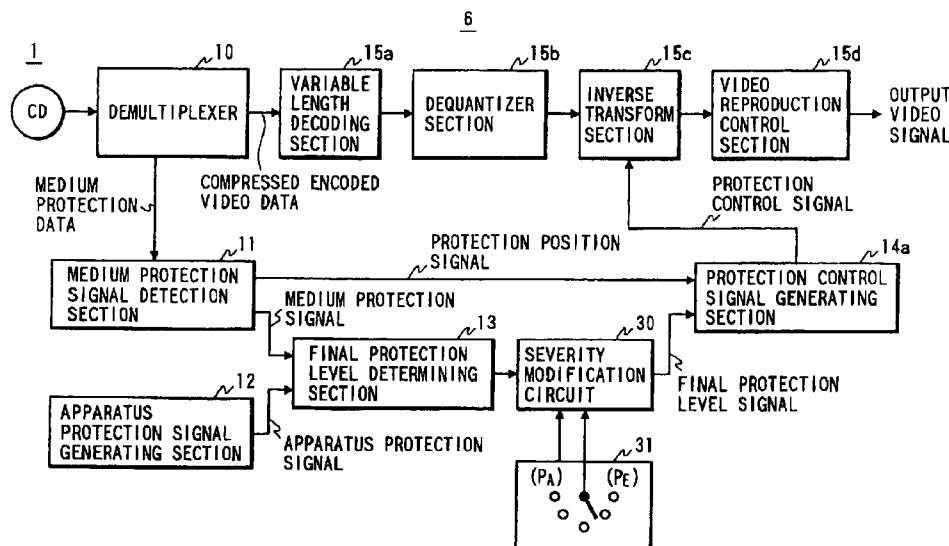 6
1
10
15a
15b
15c
15d
CD
DEMULTIPLEXER
VARIABLE
LENGTH
DECODING
SECTION
DEQUANTIZER
SECTION
INVERSE
TRANSFORM
SECTION
VIDEO
REPRODUCTION
CONTROL
SECTION
OUTPUT
VIDEO
SIGNAL
MEDIUM
PROTECTION
DATA
COMPRESSED ENCODED
VIDEO DATA
PROTECTION
CONTROL SIGNAL
11
MEDIUM PROTECTION
SIGNAL DETECTION
SECTION
PROTECTION POSITION
SIGNAL
14a
PROTECTION CONTROL
SIGNAL GENERATING
SECTION
MEDIUM PROTECTION
SIGNAL
13
FINAL PROTECTION
LEVEL DETERMINING
SECTION
30
SEVERITY
MODIFICATION
CIRCUIT
FINAL PROTECTION
LEVEL SIGNAL
12
APPARATUS
PROTECTION SIGNAL
GENERATING SECTION
APPARATUS PROTECTION
SIGNAL
31
(PA) (PE)